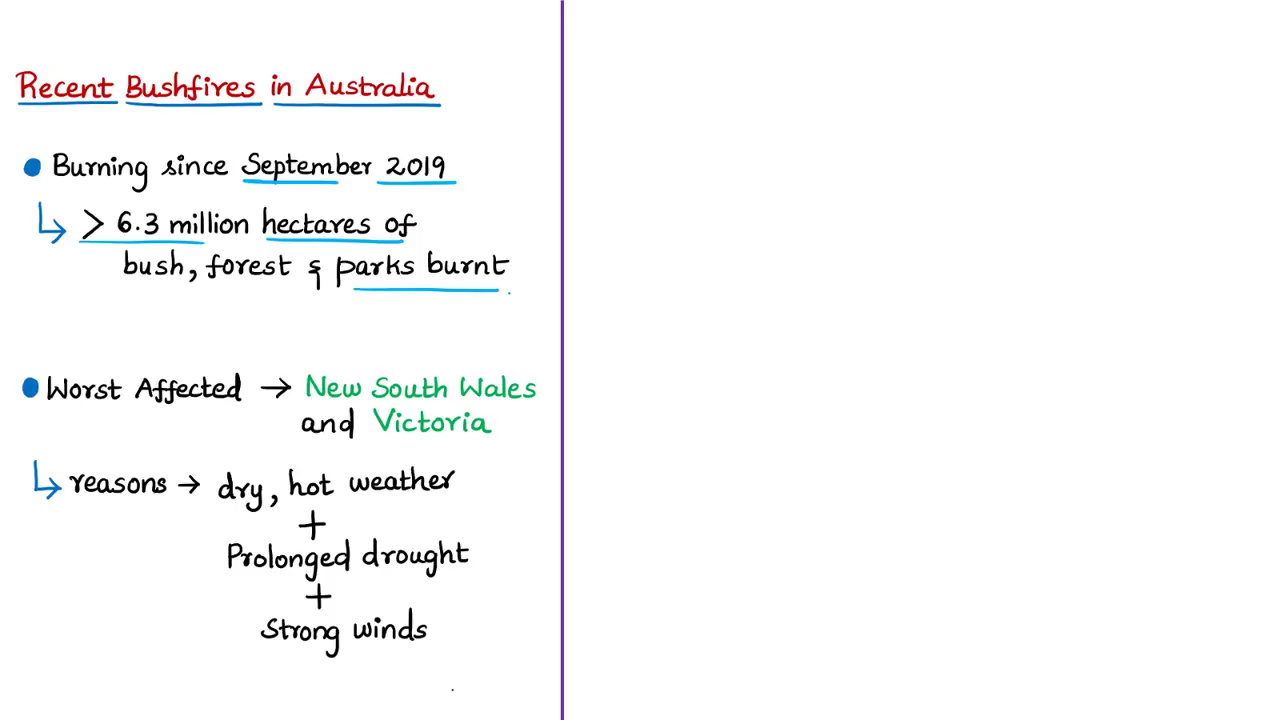 Recent Bushfires in Australia
Burning since September 2019
> 6.3 million hectares of
bush, forest & parks burnt
Worst Affected → New South Wales
and Victoria
reasons → dry, hot weather
+
Prolonged drought
+
Strong winds